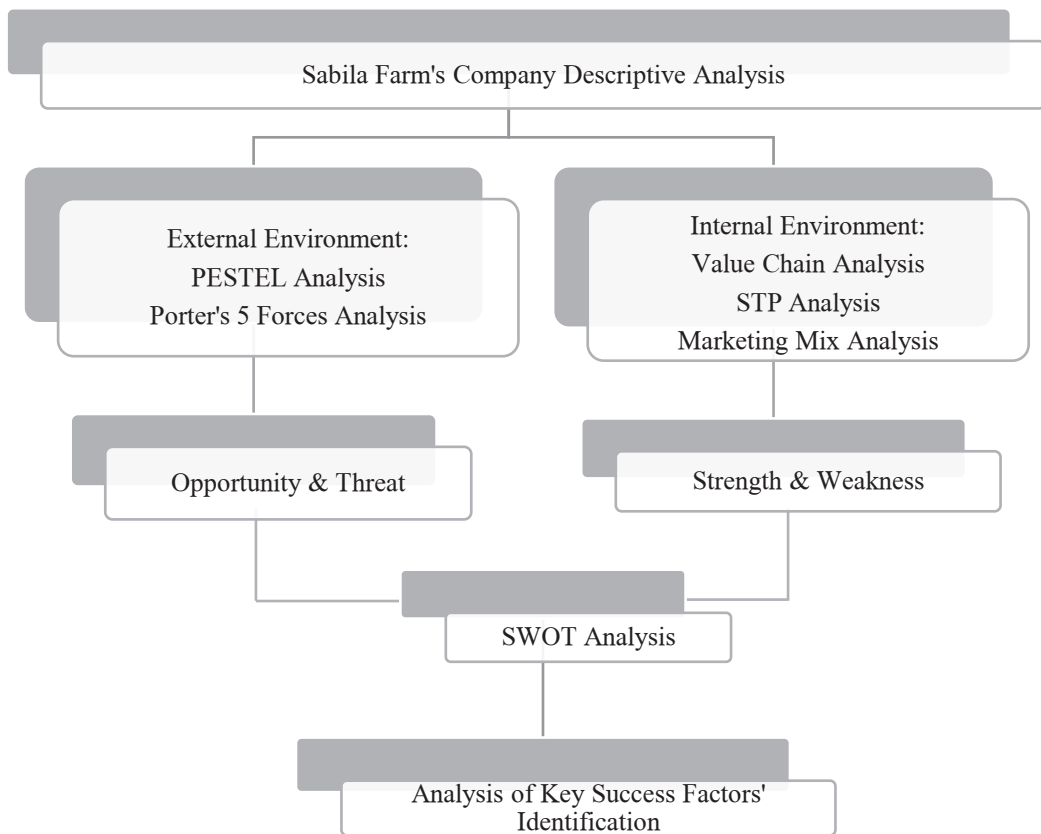 Sabila Farm's Company Descriptive Analysis
External Environment:
PESTEL Analysis
Porter's 5 Forces Analysis
Internal Environment:
Value Chain Analysis
STP Analysis
Marketing Mix Analysis
Opportunity & Threat
Strength & Weakness
SWOT Analysis
Analysis of Key Success Factors'
Identification